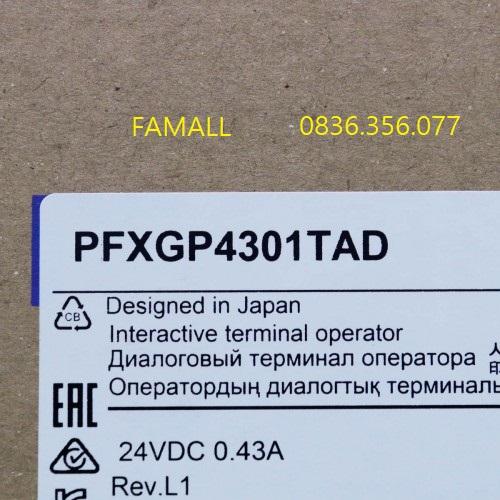 FAMALL 0836.356.077
PFXGP4301TAD
CB Designed in Japan
Interactive terminal operator
Диалоговый терминал оператора
Оператордың диалогтық терминалы
EAC
24VDC 0.43A
Rev.L1